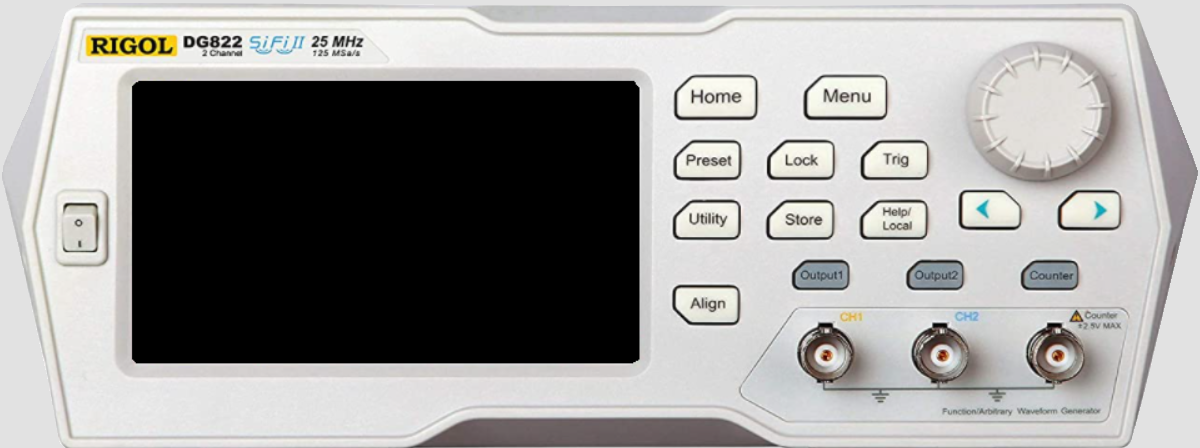 RIGOL DG822 SiFi II 25 MHz
2 Channel 125 MSa/s
Home Menu
Preset Lock Trig
Utility Store Help/
Local
Output1 Output2 Counter
Align
CH1 CH2 Counter
±2.5V MAX
Function/Arbitrary Waveform Generator